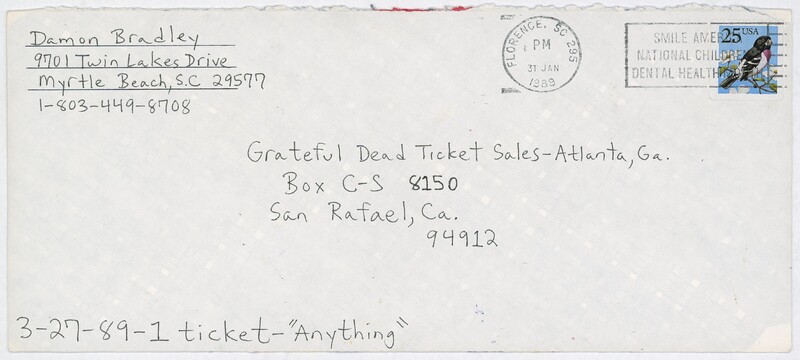 Damon Bradley
9701 Twin Lakes Drive
Myrtle Beach, S.C 29577
1-803-449-8708
FLORENCE, SC 295
PM
31 JAN
1989
SMILE AMER
NATIONAL CHILDREN
DENTAL HEALTH
25 USA
Grateful Dead Ticket Sales-Atlanta, Ga.
Box C-S 8150
San Rafael, Ca.
94912
3-27-89-1 ticket-"Anything"